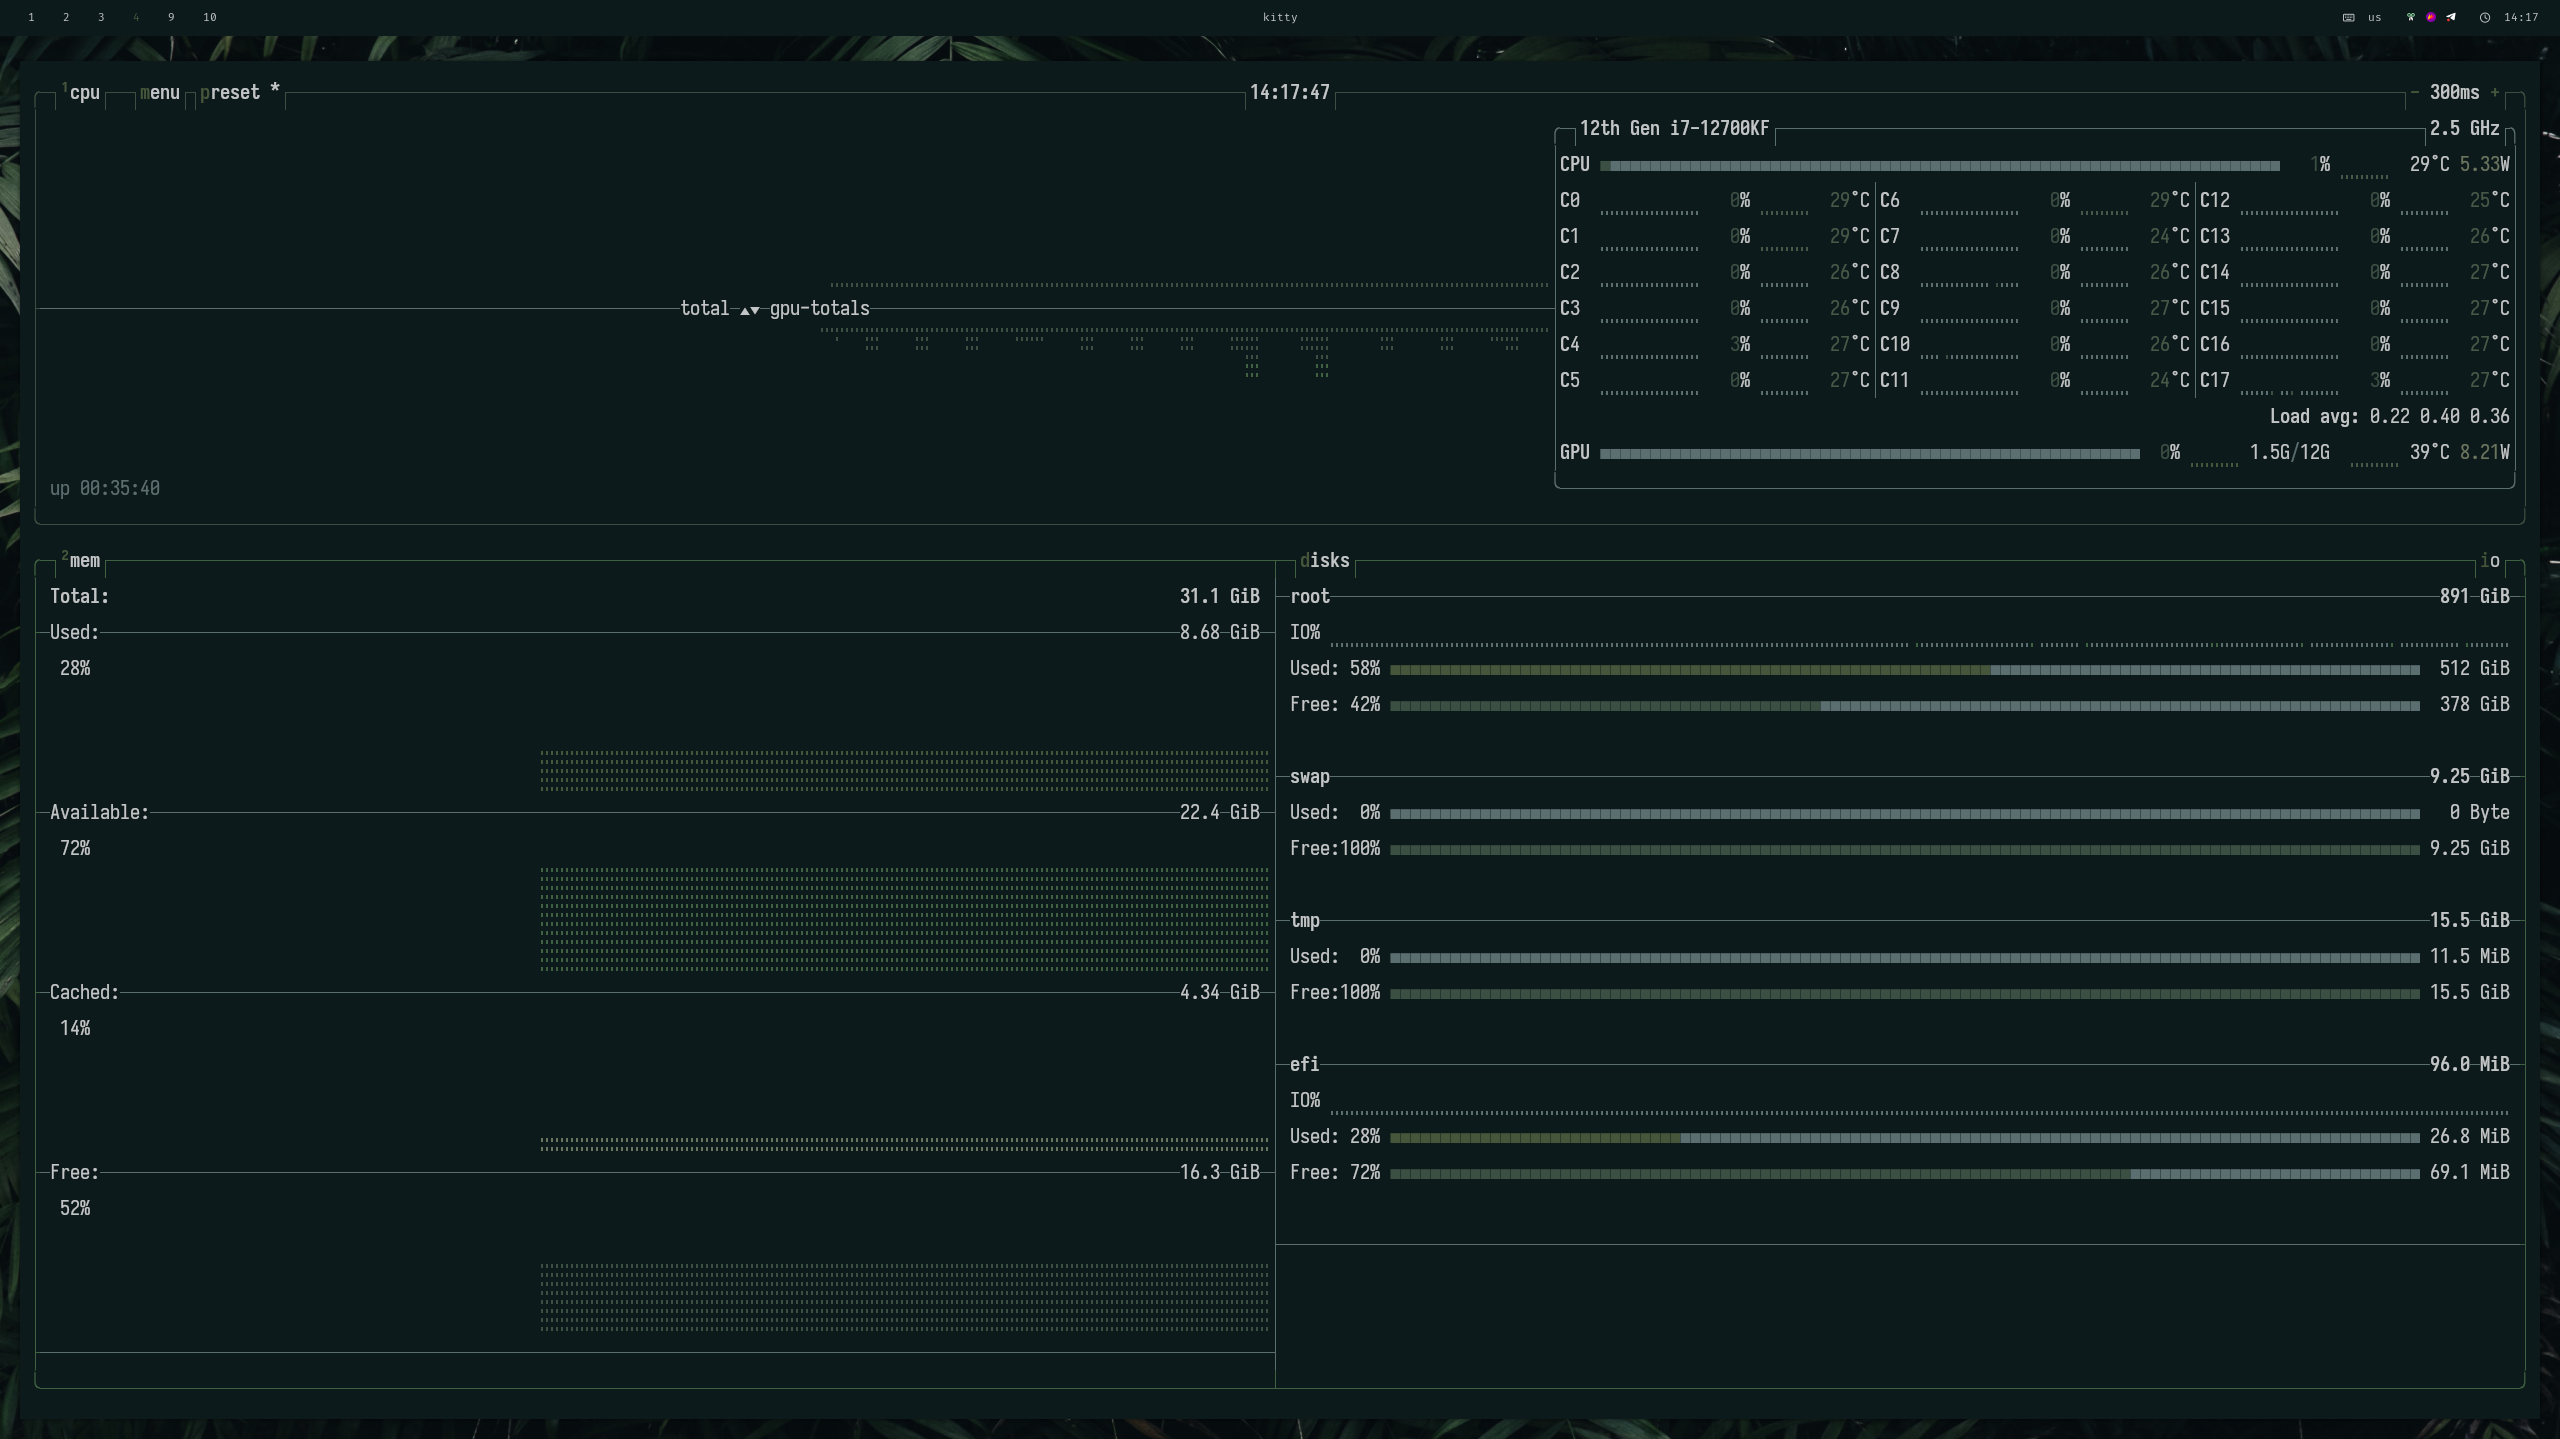 1 2 3 4 9 10 kitty us 14:17
1cpu menu preset * 14:17:47 - 300ms +
12th Gen i7-12700KF 2.5 GHz
CPU 1% 29°C 5.33W
C0 0% 29°C C6 0% 29°C C12 0% 25°C
C1 0% 29°C C7 0% 24°C C13 0% 26°C
C2 0% 26°C C8 0% 26°C C14 0% 27°C
total ▲▼ gpu-totals C3 0% 26°C C9 0% 27°C C15 0% 27°C
C4 3% 27°C C10 0% 26°C C16 0% 27°C
C5 0% 27°C C11 0% 24°C C17 3% 27°C
Load avg: 0.22 0.40 0.36
GPU 0% 1.5G/12G 39°C 8.21W
up 00:35:40
2mem
Total: 31.1 GiB
Used: 8.68 GiB
28%
Available: 22.4 GiB
72%
Cached: 4.34 GiB
14%
Free: 16.3 GiB
52%
disks io
root 891 GiB
IO%
Used: 58% 512 GiB
Free: 42% 378 GiB
swap 9.25 GiB
Used: 0% 0 Byte
Free:100% 9.25 GiB
tmp 15.5 GiB
Used: 0% 11.5 MiB
Free:100% 15.5 GiB
efi 96.0 MiB
IO%
Used: 28% 26.8 MiB
Free: 72% 69.1 MiB